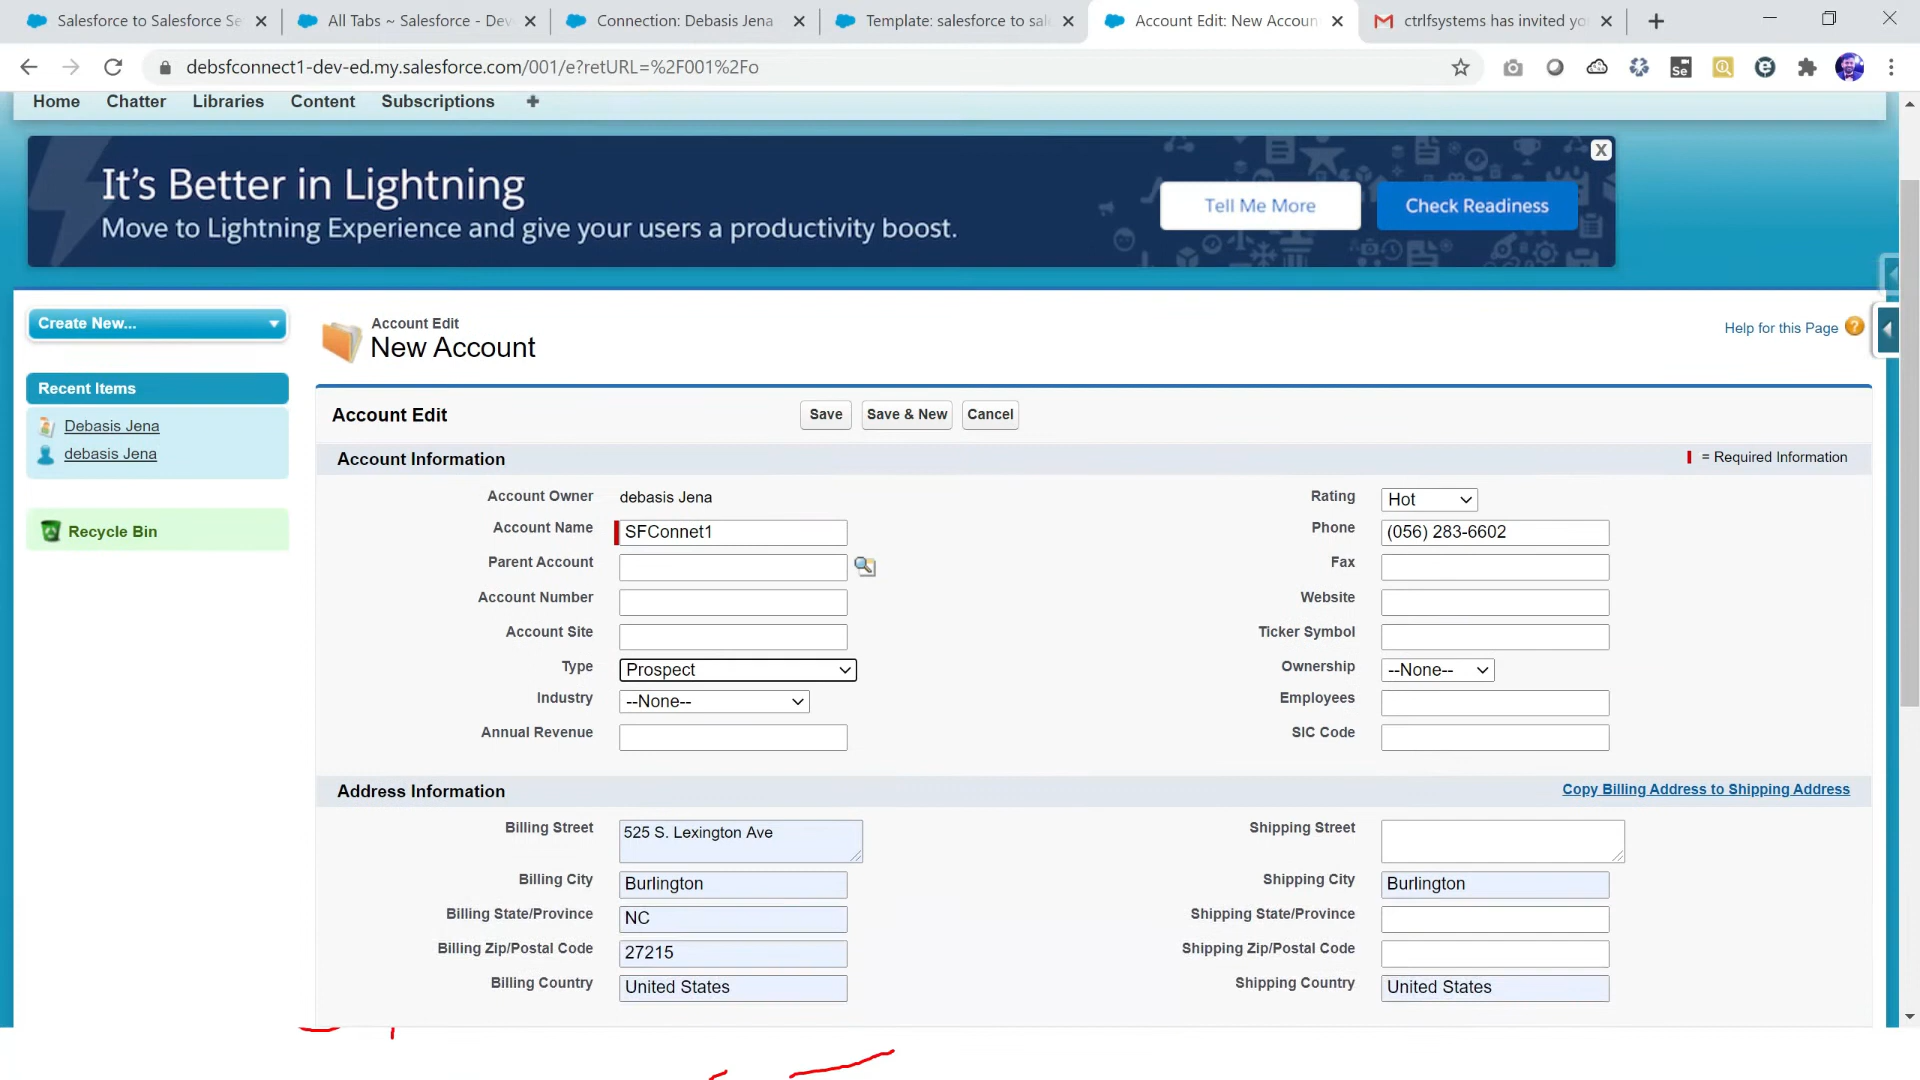 Salesforce to Salesforce Se
All Tabs ~ Salesforce - Dev
Connection: Debasis Jena
Template: salesforce to sal
Account Edit: New Accoun
ctrlfsystems has invited yo
debsfconnect1-dev-ed.my.salesforce.com/001/e?retURL=%2F001%2Fo
Se
Home Chatter Libraries Content Subscriptions +
It's Better in Lightning
Move to Lightning Experience and give your users a productivity boost.
Tell Me More
Check Readiness
X
Create New...
Recent Items
Debasis Jena
debasis Jena
Recycle Bin
Account Edit
New Account
Help for this Page ?
Account Edit Save Save & New Cancel
Account Information = Required Information
Account Owner debasis Jena Rating Hot
Account Name SFConnet1 Phone (056) 283-6602
Parent Account Fax
Account Number Website
Account Site Ticker Symbol
Type Prospect Ownership --None--
Industry --None-- Employees
Annual Revenue SIC Code
Address Information Copy Billing Address to Shipping Address
Billing Street 525 S. Lexington Ave Shipping Street
Billing City Burlington Shipping City Burlington
Billing State/Province NC Shipping State/Province
Billing Zip/Postal Code 27215 Shipping Zip/Postal Code
Billing Country United States Shipping Country United States